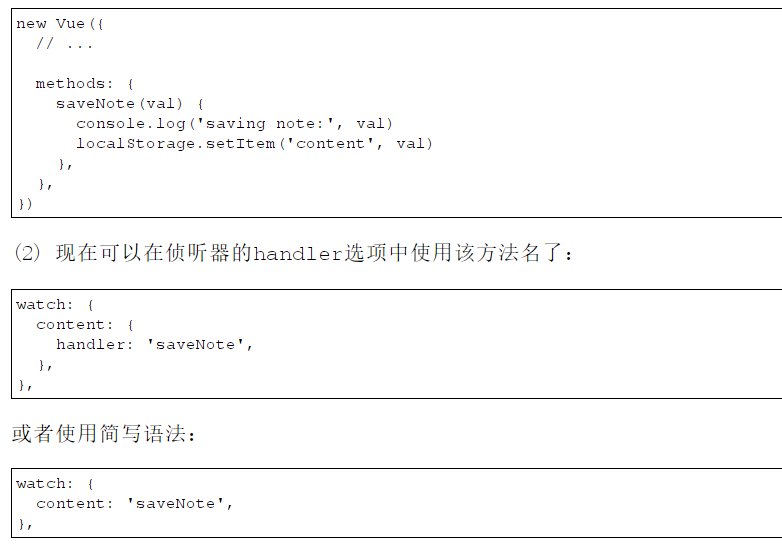 new Vue({
  // ...

  methods: {
    saveNote(val) {
      console.log('saving note:', val)
      localStorage.setItem('content', val)
    },
  },
})
(2) 现在可以在侦听器的handler选项中使用该方法名了：
watch: {
  content: {
    handler: 'saveNote',
  },
},
或者使用简写语法：
watch: {
  content: 'saveNote',
},